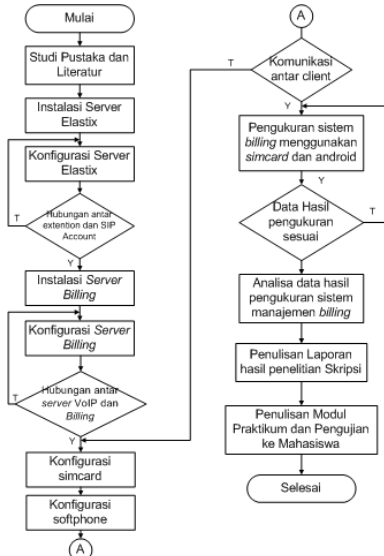 Mulai
Studi Pustaka dan
Literatur
Instalasi Server
Elastix
Konfigurasi Server
Elastix
Hubungan antar
extention dan SIP
Account
T
Y
Instalasi Server
Billing
Konfigurasi Server
Billing
Hubungan antar
server VoIP dan
Billing
T
Y
Konfigurasi
simcard
Konfigurasi
softphone
A
A
Komunikasi
antar client
T
Y
Pengukuran sistem
billing menggunakan
simcard dan android
Y
Data Hasil
pengukuran
sesuai
T
Y
Analisa data hasil
pengukuran sistem
manajemen billing
Penulisan Laporan
hasil penelitian Skripsi
Penulisan Modul
Praktikum dan Pengujian
ke Mahasiswa
Selesai